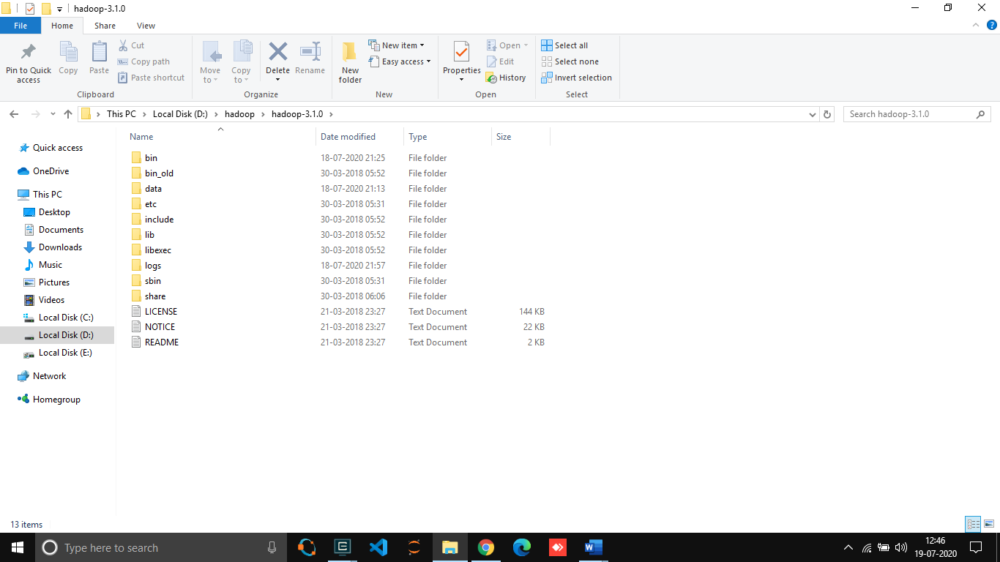 hadoop-3.1.0
File Home Share View
Pin to Quick access
Copy
Paste
Cut
Copy path
Paste shortcut
Clipboard
Move to
Copy to
Delete
Rename
Organize
New folder
New item
Easy access
New
Properties
Open
Edit
History
Open
Select all
Select none
Invert selection
Select
This PC Local Disk (D:) hadoop hadoop-3.1.0
Search hadoop-3.1.0
Quick access
OneDrive
This PC
Desktop
Documents
Downloads
Music
Pictures
Videos
Local Disk (C:)
Local Disk (D:)
Local Disk (E:)
Network
Homegroup
Name Date modified Type Size
bin 18-07-2020 21:25 File folder
bin_old 30-03-2018 05:52 File folder
data 18-07-2020 21:13 File folder
etc 30-03-2018 05:31 File folder
include 30-03-2018 05:52 File folder
lib 30-03-2018 05:52 File folder
libexec 30-03-2018 05:52 File folder
logs 18-07-2020 21:57 File folder
sbin 30-03-2018 05:31 File folder
share 30-03-2018 06:06 File folder
LICENSE 21-03-2018 23:27 Text Document 144 KB
NOTICE 21-03-2018 23:27 Text Document 22 KB
README 21-03-2018 23:27 Text Document 2 KB
13 items
Type here to search
12:46
19-07-2020